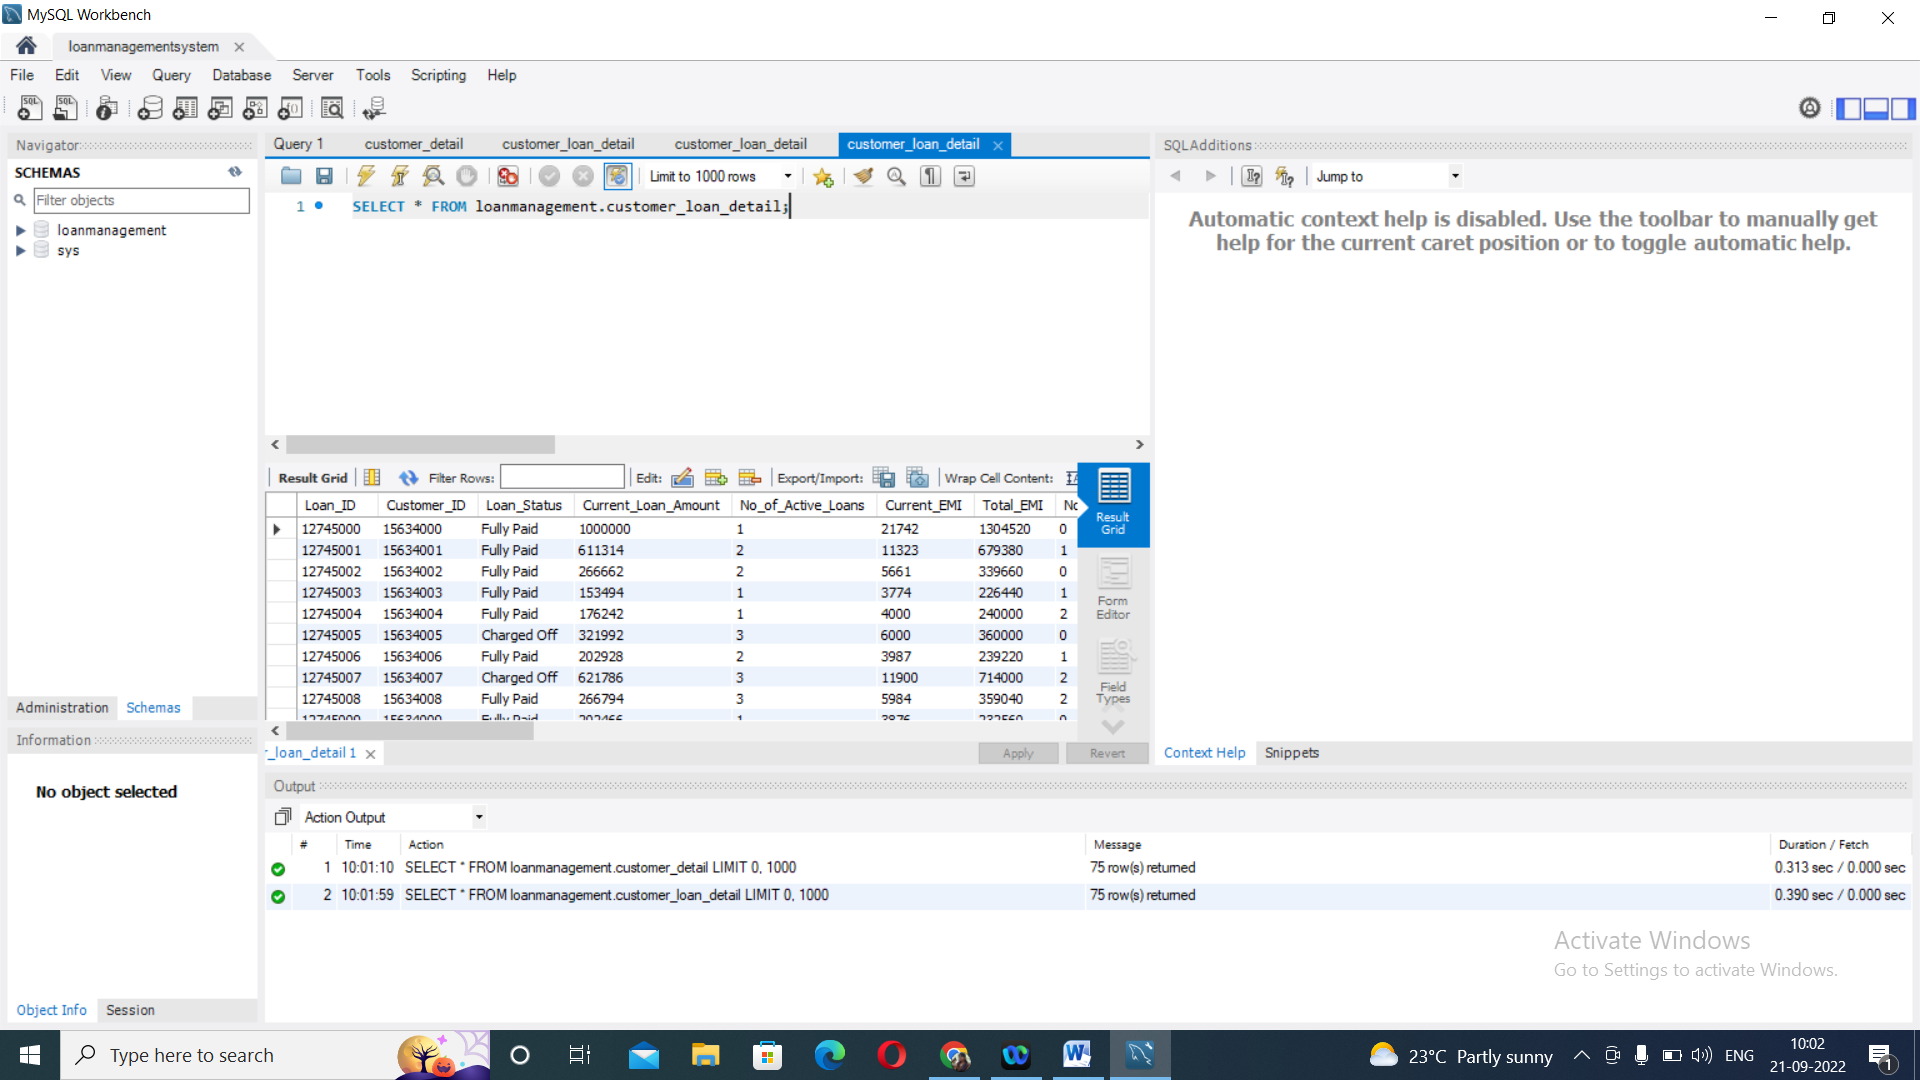 MySQL Workbench
loanmanagementsystem
File Edit View Query Database Server Tools Scripting Help
Navigator
SCHEMAS
Filter objects
loanmanagement
sys
Administration Schemas
Information
No object selected
Object Info Session
Query 1 customer_detail customer_loan_detail customer_loan_detail customer_loan_detail
Limit to 1000 rows
1 SELECT * FROM loanmanagement.customer_loan_detail;
Result Grid Filter Rows: Edit: Export/Import: Wrap Cell Content:
Loan_ID Customer_ID Loan_Status Current_Loan_Amount No_of_Active_Loans Current_EMI Total_EMI
12745000 15634000 Fully Paid 1000000 1 21742 1304520 0
12745001 15634001 Fully Paid 611314 2 11323 679380 1
12745002 15634002 Fully Paid 266662 2 5661 339660 0
12745003 15634003 Fully Paid 153494 1 3774 226440 1
12745004 15634004 Fully Paid 176242 1 4000 240000 2
12745005 15634005 Charged Off 321992 3 6000 360000 0
12745006 15634006 Fully Paid 202928 2 3987 239220 1
12745007 15634007 Charged Off 621786 3 11900 714000 2
12745008 15634008 Fully Paid 266794 3 5984 359040 2
Result
Grid
Form
Editor
Field
Types
_loan_detail 1
Apply Revert
SQLAdditions
Jump to
Automatic context help is disabled. Use the toolbar to manually get
help for the current caret position or to toggle automatic help.
Context Help Snippets
Output
Action Output
# Time Action Message Duration / Fetch
1 10:01:10 SELECT * FROM loanmanagement.customer_detail LIMIT 0, 1000 75 row(s) returned 0.313 sec / 0.000 sec
2 10:01:59 SELECT * FROM loanmanagement.customer_loan_detail LIMIT 0, 1000 75 row(s) returned 0.390 sec / 0.000 sec
Activate Windows
Go to Settings to activate Windows.
Type here to search
23°C Partly sunny
ENG
10:02
21-09-2022
1